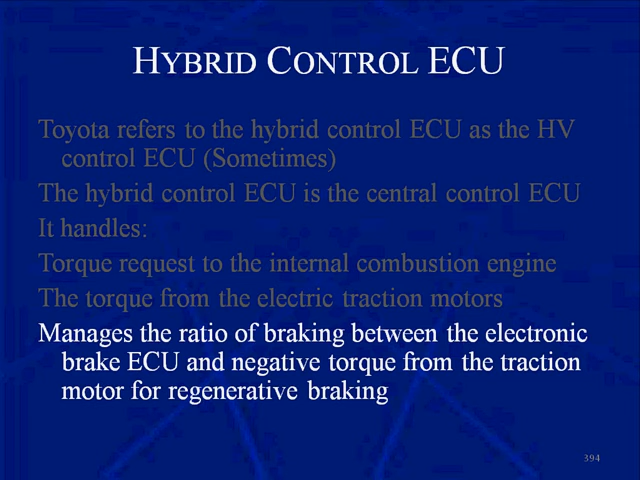 HYBRID CONTROL ECU
Toyota refers to the hybrid control ECU as the HV
control ECU (Sometimes)
The hybrid control ECU is the central control ECU
It handles:
Torque request to the internal combustion engine
The torque from the electric traction motors
Manages the ratio of braking between the electronic
brake ECU and negative torque from the traction
motor for regenerative braking
394